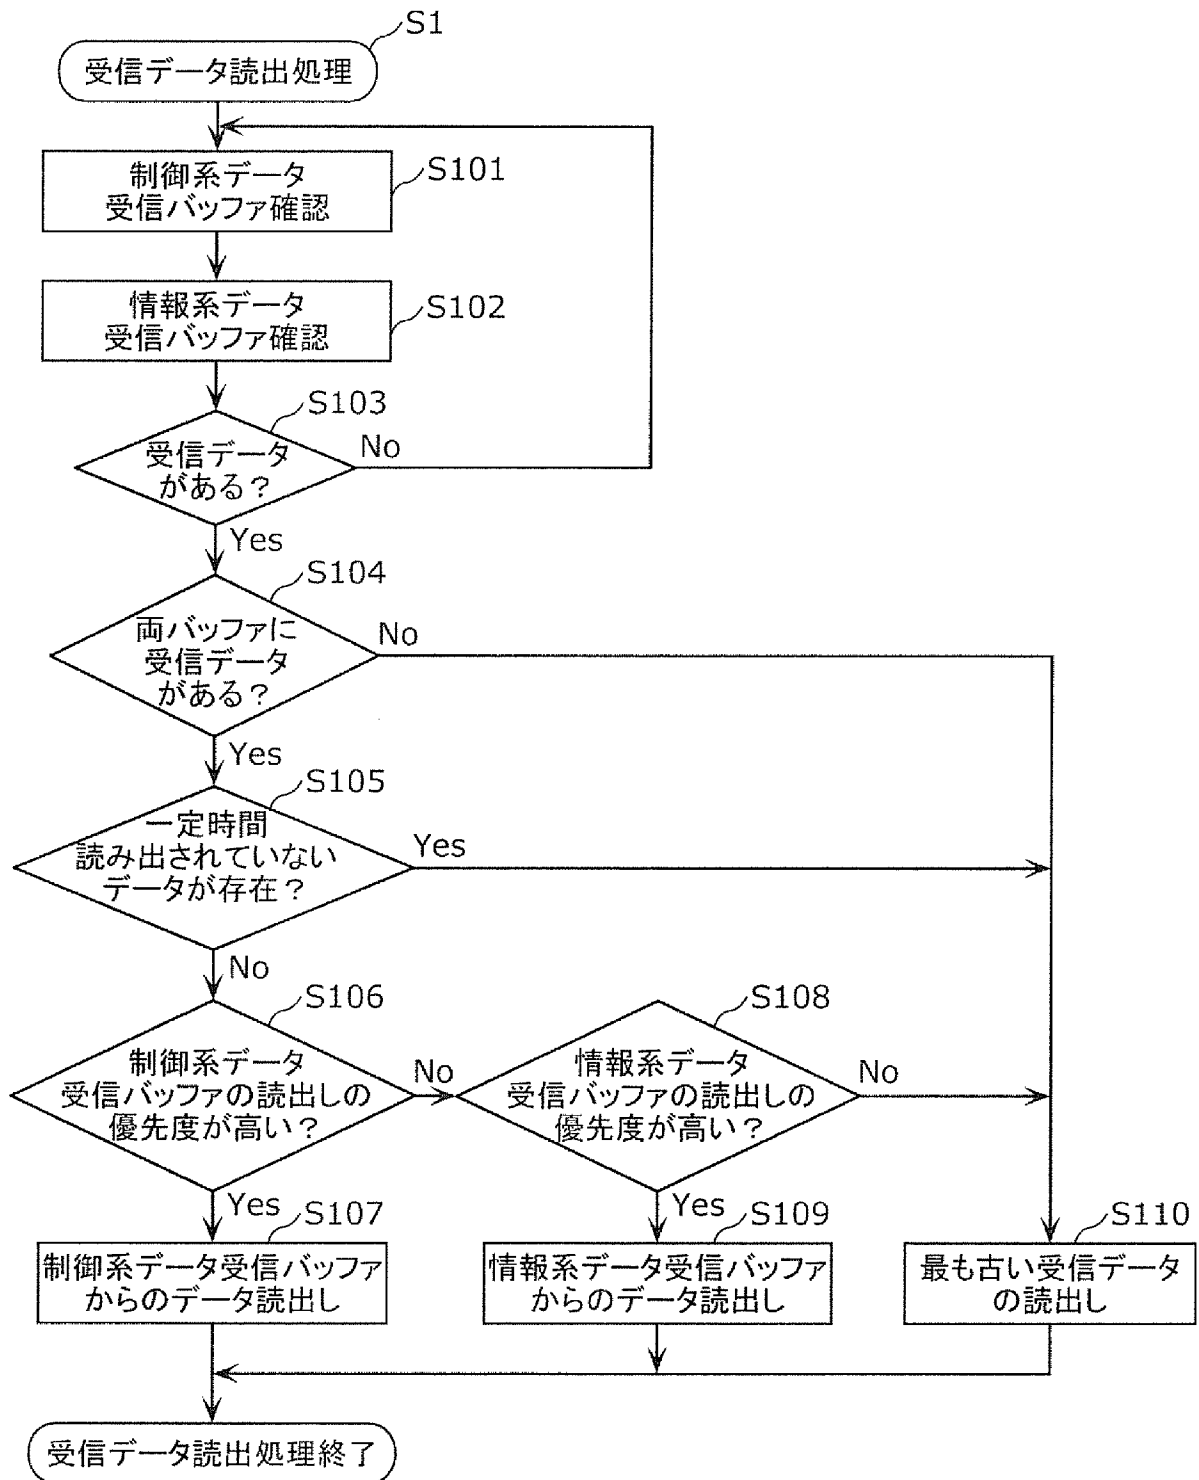 S1
受信データ読出処理
制御系データ
受信バッファ確認
S101
情報系データ
受信バッファ確認
S102
S103
受信データ
がある？
No
Yes
S104
両バッファに
受信データ
がある？
No
Yes
S105
一定時間
読み出されていない
データが存在？
Yes
No
S106
制御系データ
受信バッファの読出しの
優先度が高い？
No
S108
情報系データ
受信バッファの読出しの
優先度が高い？
No
Yes
S107
制御系データ受信バッファ
からのデータ読出し
Yes
S109
情報系データ受信バッファ
からのデータ読出し
S110
最も古い受信データ
の読出し
受信データ読出処理終了